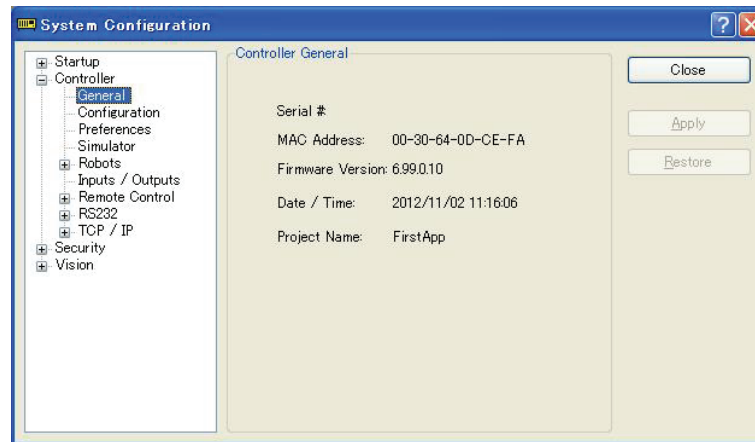 System Configuration
Startup
Controller
General
Configuration
Preferences
Simulator
Robots
Inputs / Outputs
Remote Control
RS232
TCP / IP
Security
Vision
Controller General
Serial #:
MAC Address: 00-30-64-0D-CE-FA
Firmware Version: 6.99.0.10
Date / Time: 2012/11/02 11:16:06
Project Name: FirstApp
Close
Apply
Restore